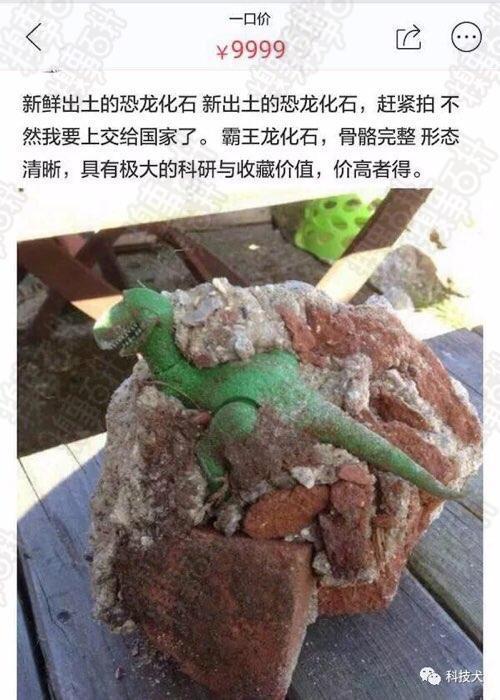 一口价
¥9999
新鲜出土的恐龙化石 新出土的恐龙化石，赶紧拍 不
然我要上交给国家了。霸王龙化石，骨骼完整 形态
清晰，具有极大的科研与收藏价值，价高者得。
科技犬